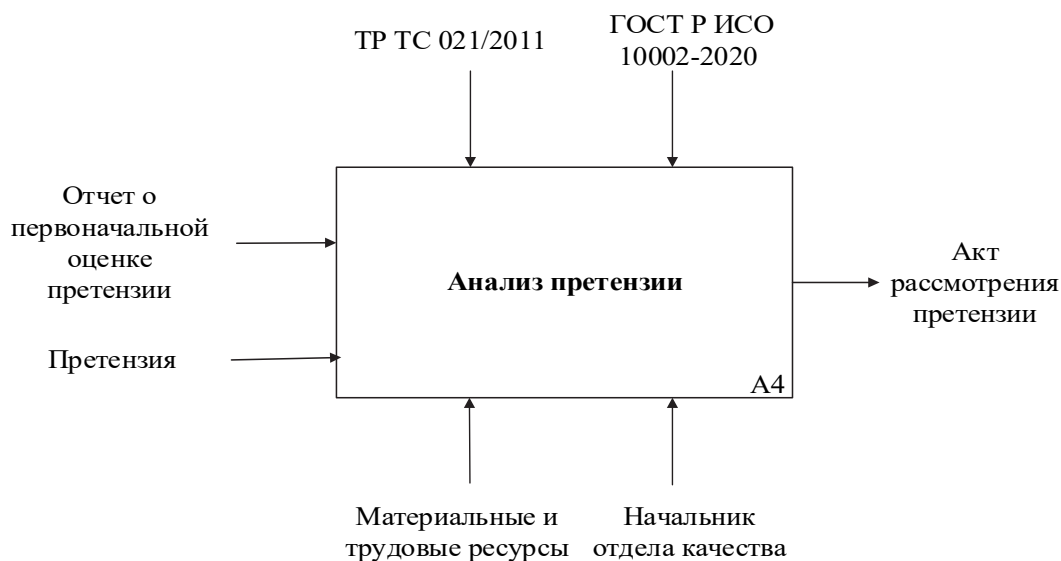 ТР ТС 021/2011
ГОСТ Р ИСО
10002-2020
Отчет о
первоначальной
оценке
претензии
Претензия
Анализ претензии
А4
Акт
рассмотрения
претензии
Материальные и
трудовые ресурсы
Начальник
отдела качества